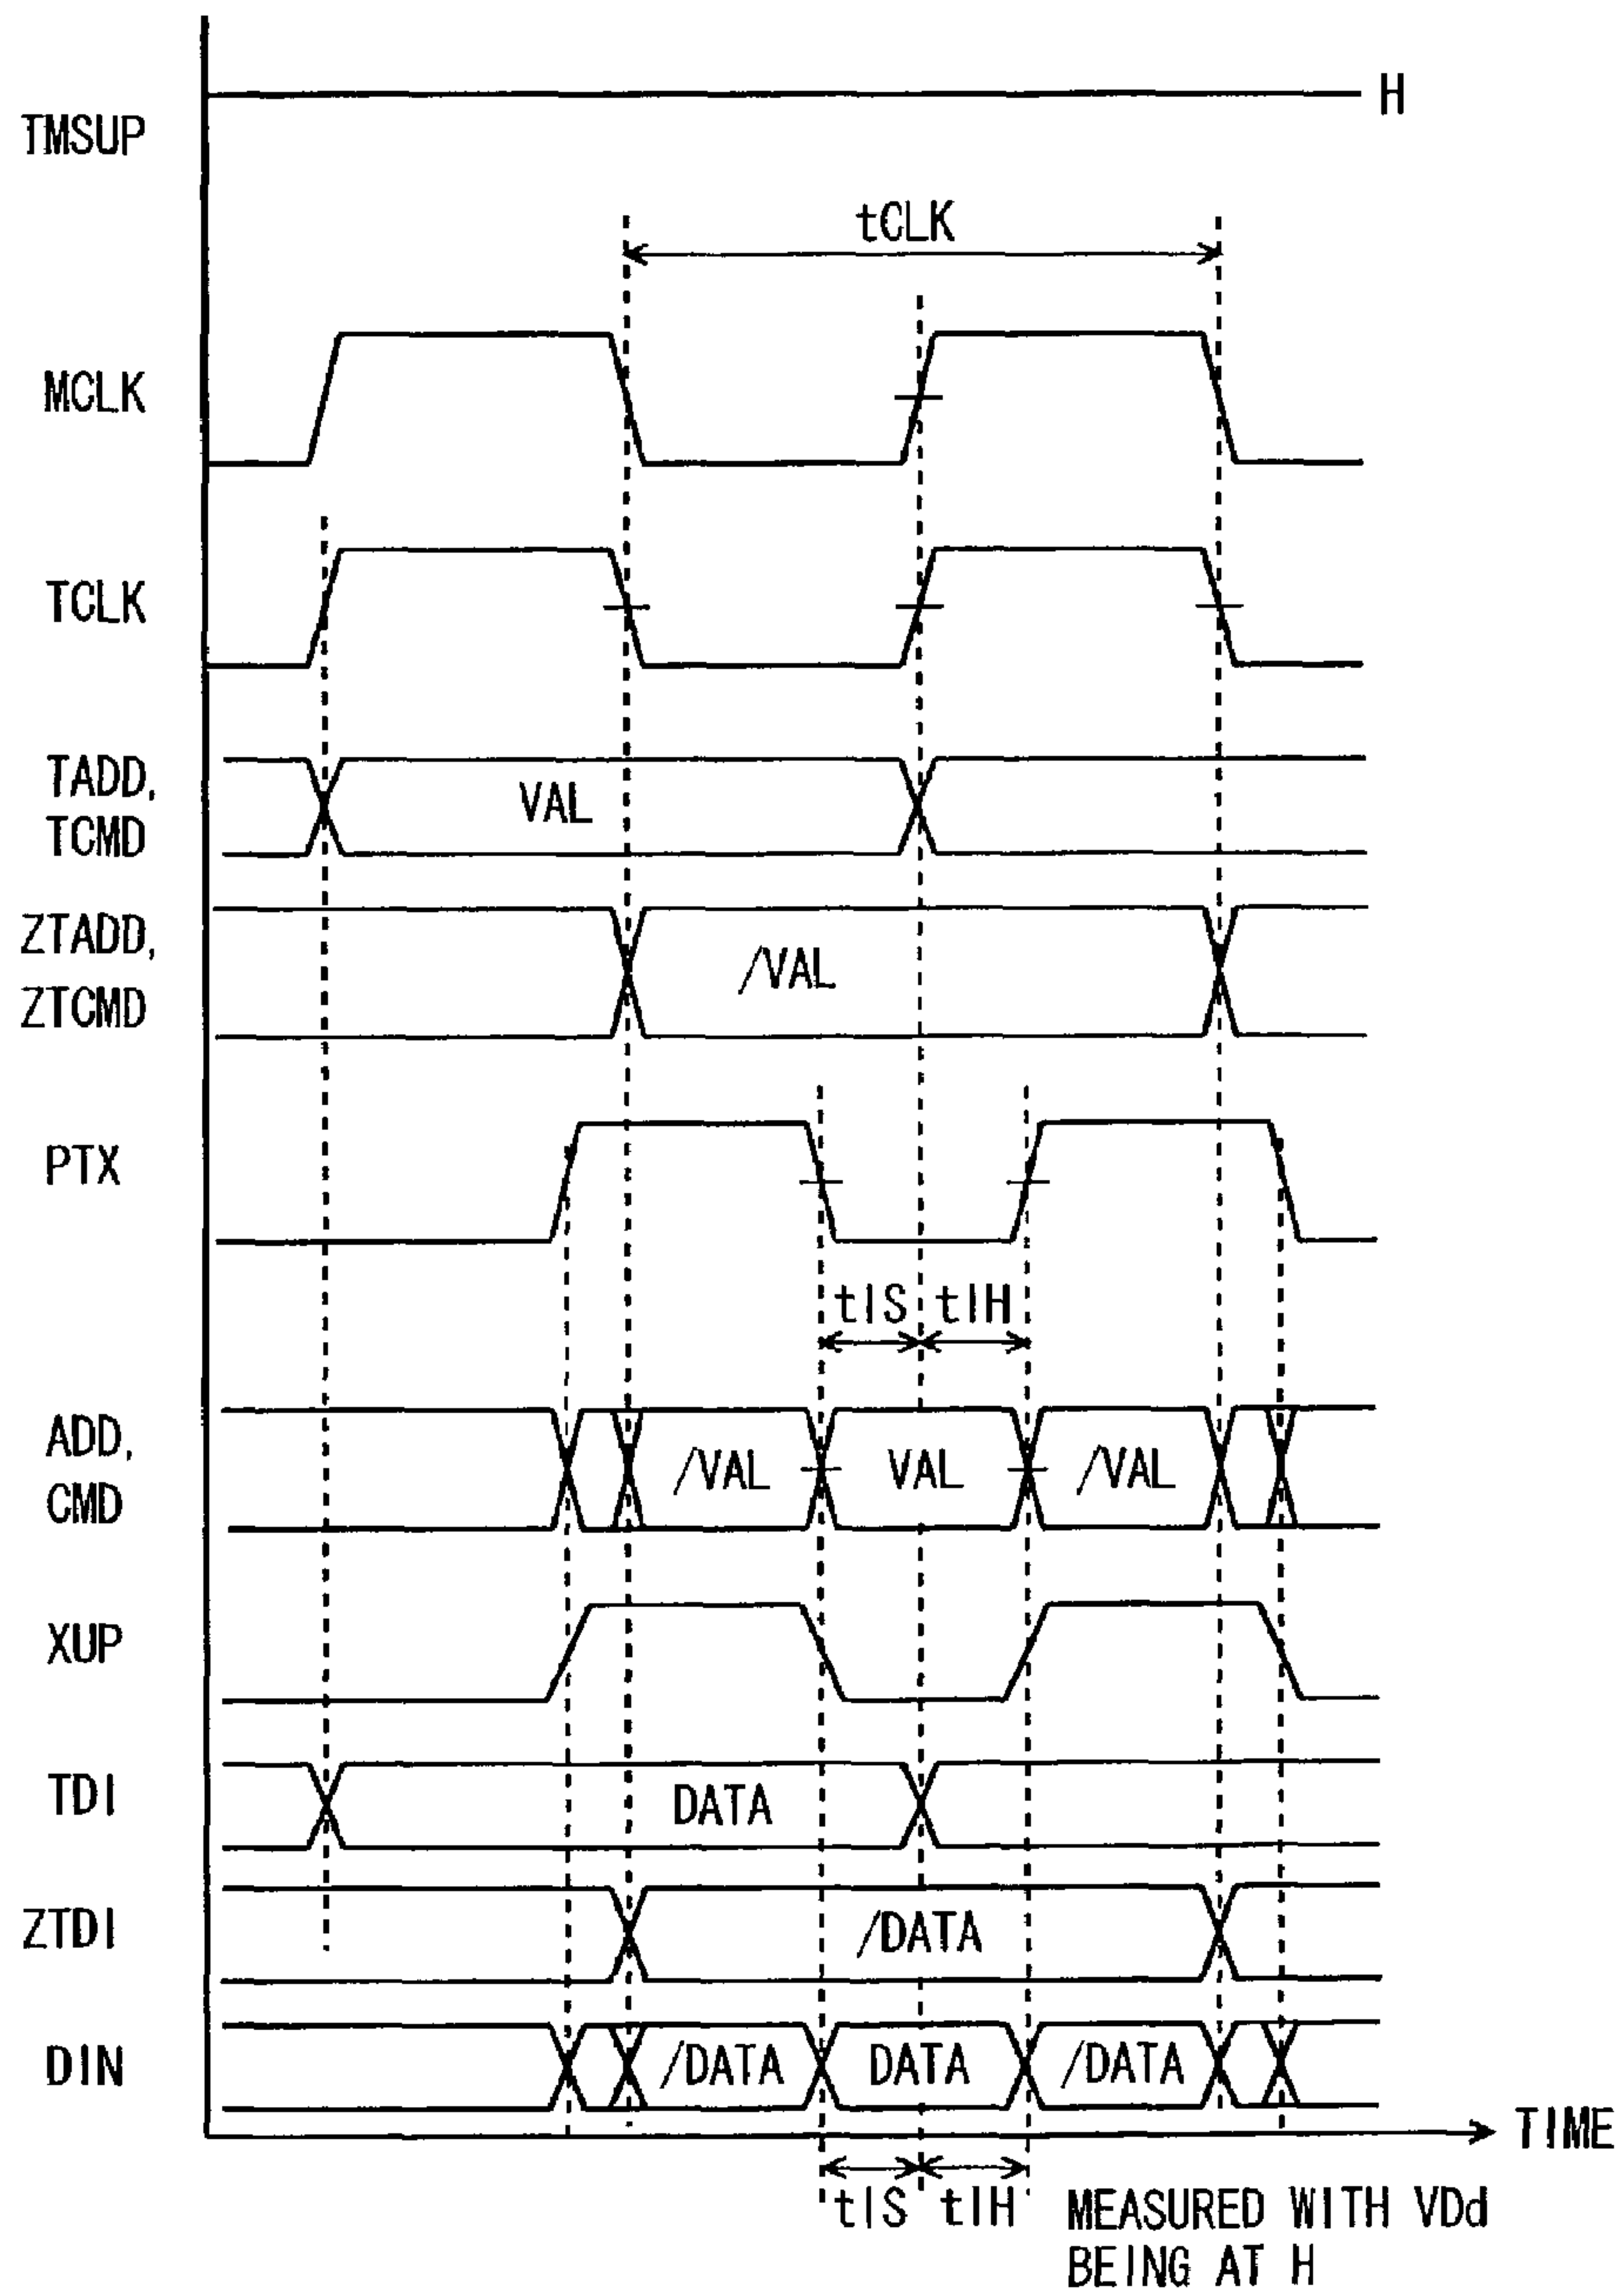 H
TMSUP
tCLK
MCLK
TCLK
TADD,
TCMD
VAL
ZTADD,
ZTCMD
/VAL
PTX
tIS tIH
ADD,
CMD
/VAL VAL /VAL
XUP
TDI DATA
ZTDI /DATA
DIN /DATA DATA /DATA
TIME
tIS tIH
MEASURED WITH VDd
BEING AT H